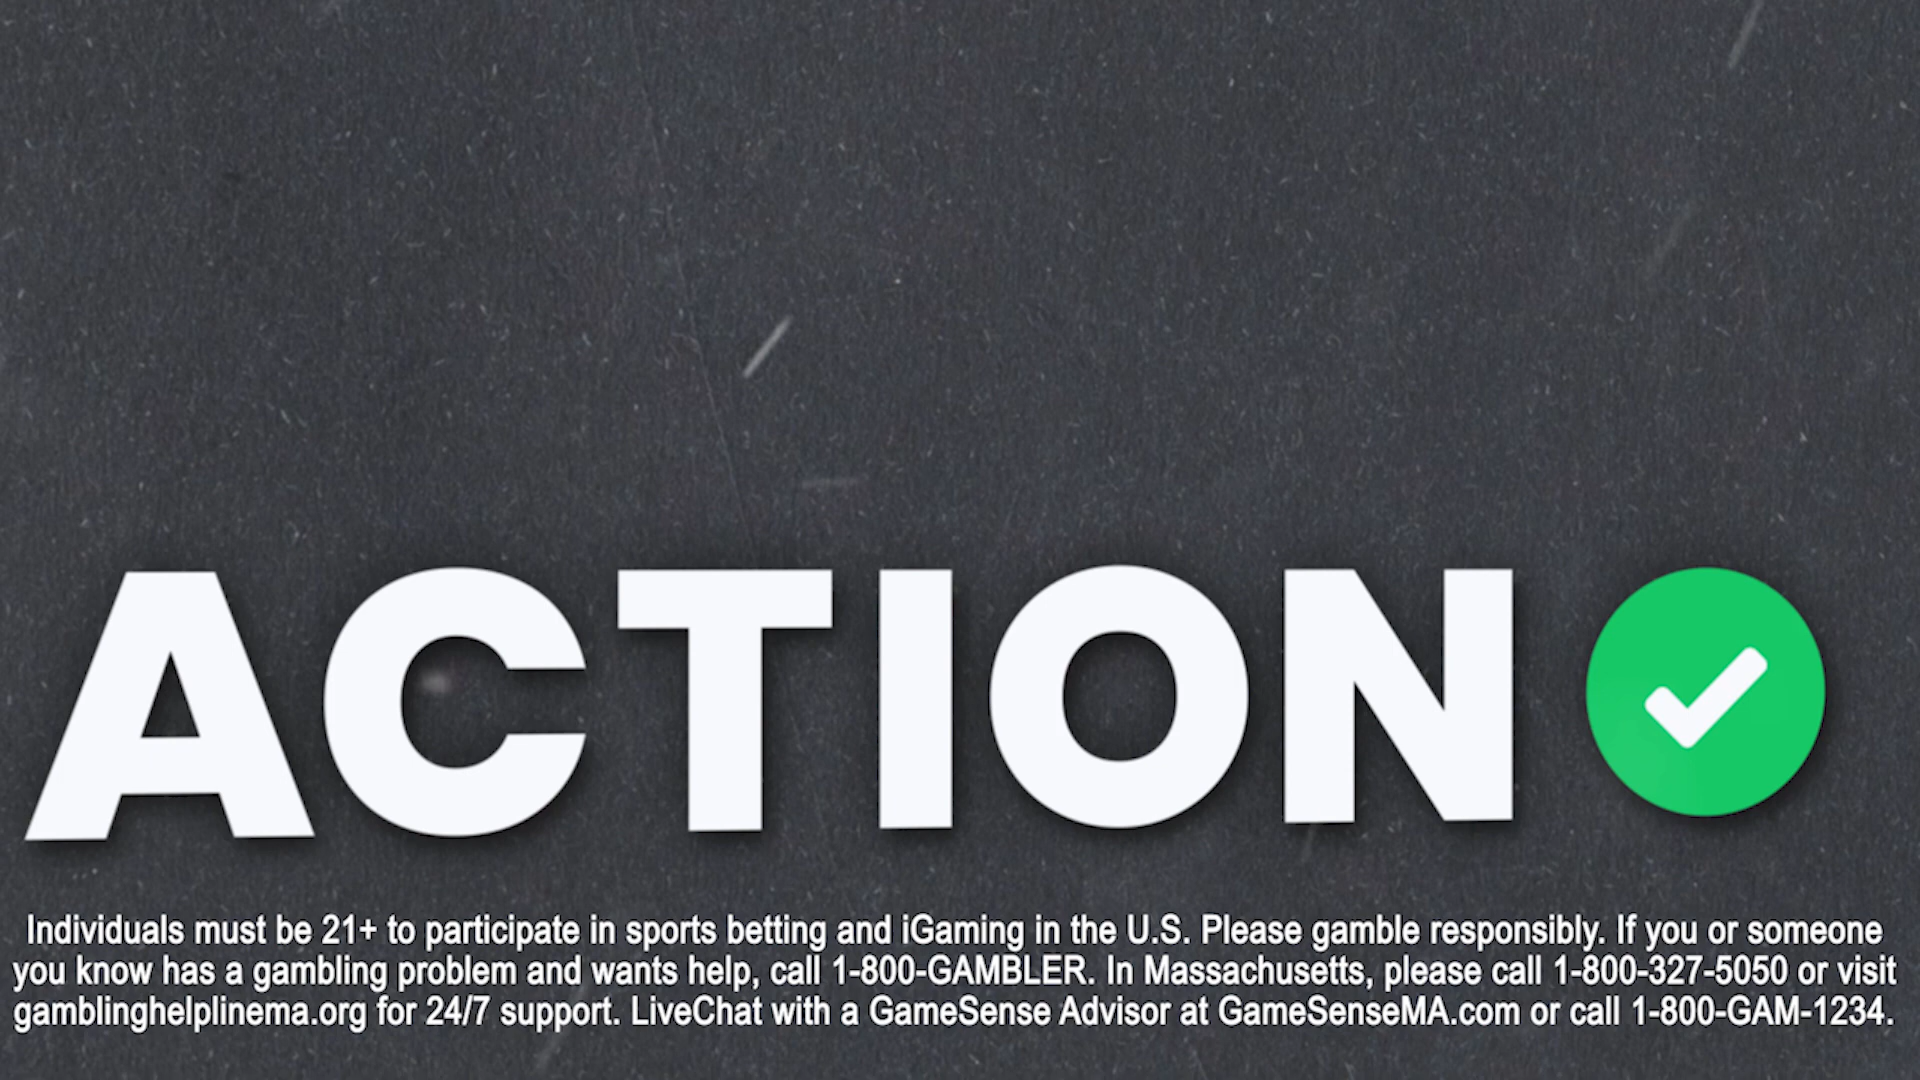 ACTION
Individuals must be 21+ to participate in sports betting and iGaming in the U.S. Please gamble responsibly. If you or someone
you know has a gambling problem and wants help, call 1-800-GAMBLER. In Massachusetts, please call 1-800-327-5050 or visit
gamblinghelplinema.org for 24/7 support. LiveChat with a GameSense Advisor at GameSenseMA.com or call 1-800-GAM-1234.